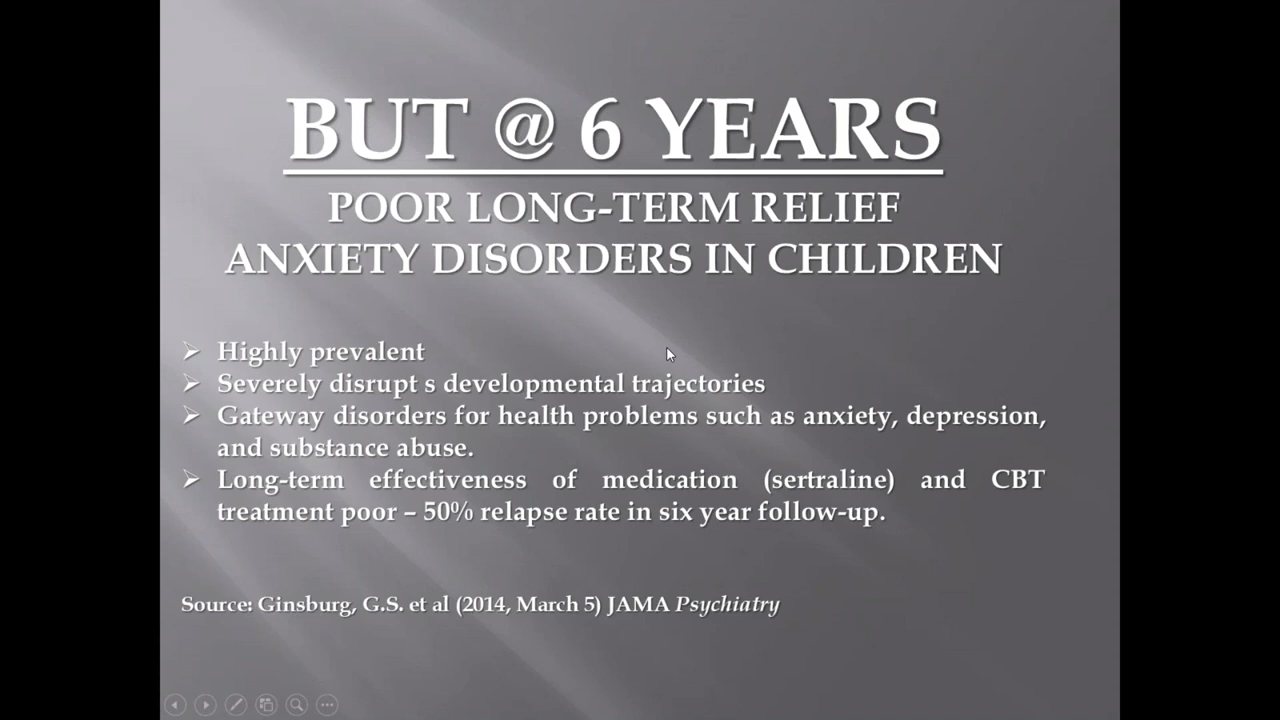 BUT @ 6 YEARS
POOR LONG-TERM RELIEF
ANXIETY DISORDERS IN CHILDREN
➢ Highly prevalent
➢ Severely disrupt s developmental trajectories
➢ Gateway disorders for health problems such as anxiety, depression,
and substance abuse.
➢ Long-term effectiveness of medication (sertraline) and CBT
treatment poor – 50% relapse rate in six year follow-up.
Source: Ginsburg, G.S. et al (2014, March 5) JAMA Psychiatry